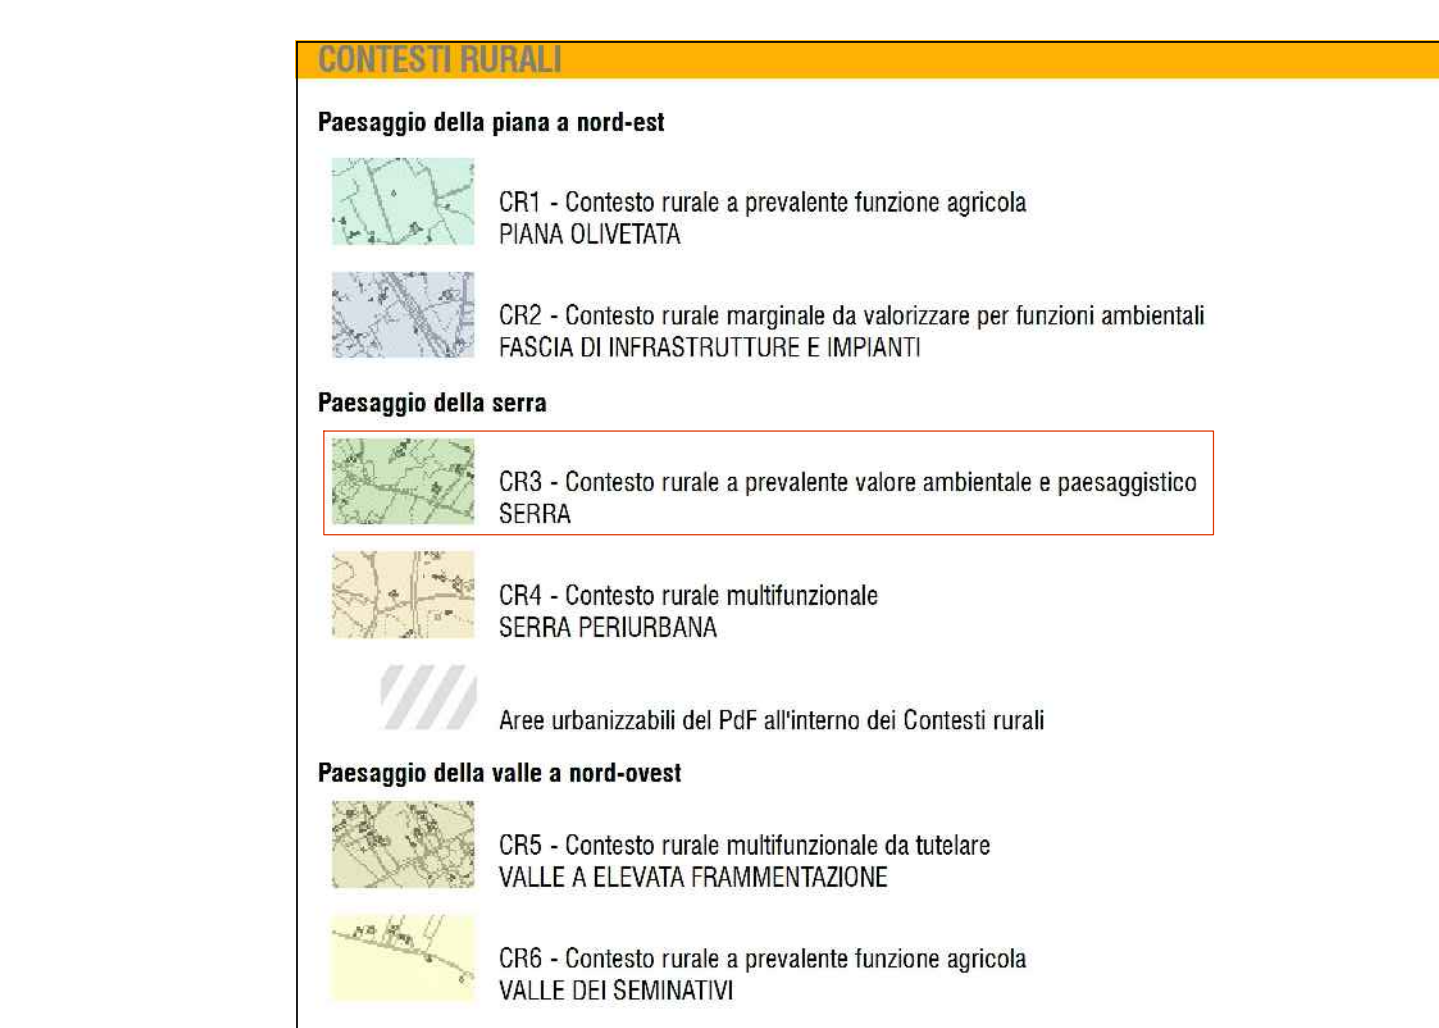 CONTESTI RURALI
Paesaggio della piana a nord-est
CR1 - Contesto rurale a prevalente funzione agricola
PIANA OLIVETATA
CR2 - Contesto rurale marginale da valorizzare per funzioni ambientali
FASCIA DI INFRASTRUTTURE E IMPIANTI
Paesaggio della serra
CR3 - Contesto rurale a prevalente valore ambientale e paesaggistico
SERRA
CR4 - Contesto rurale multifunzionale
SERRA PERIURBANA
Aree urbanizzabili del PdF all'interno dei Contesti rurali
Paesaggio della valle a nord-ovest
CR5 - Contesto rurale multifunzionale da tutelare
VALLE A ELEVATA FRAMMENTAZIONE
CR6 - Contesto rurale a prevalente funzione agricola
VALLE DEI SEMINATIVI